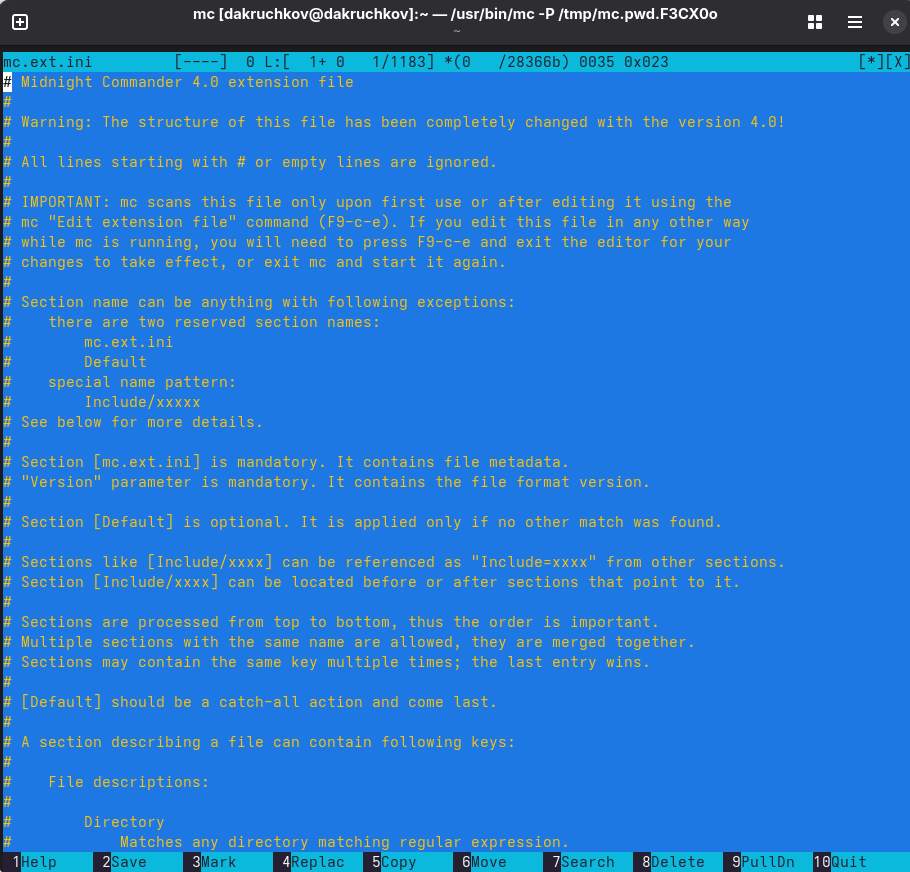 mc [dakruchkov@dakruchkov]:~ — /usr/bin/mc -P /tmp/mc.pwd.F3CX0o
~
mc.ext.ini [----] 0 L:[ 1+ 0 1/1183] *(0 /28366b) 0035 0x023 [*][X]
# Midnight Commander 4.0 extension file
#
# Warning: The structure of this file has been completely changed with the version 4.0!
#
# All lines starting with # or empty lines are ignored.
#
# IMPORTANT: mc scans this file only upon first use or after editing it using the
# mc "Edit extension file" command (F9-c-e). If you edit this file in any other way
# while mc is running, you will need to press F9-c-e and exit the editor for your
# changes to take effect, or exit mc and start it again.
#
# Section name can be anything with following exceptions:
#    there are two reserved section names:
#        mc.ext.ini
#        Default
#    special name pattern:
#        Include/xxxxx
# See below for more details.
#
# Section [mc.ext.ini] is mandatory. It contains file metadata.
# "Version" parameter is mandatory. It contains the file format version.
#
# Section [Default] is optional. It is applied only if no other match was found.
#
# Sections like [Include/xxxx] can be referenced as "Include=xxxx" from other sections.
# Section [Include/xxxx] can be located before or after sections that point to it.
#
# Sections are processed from top to bottom, thus the order is important.
# Multiple sections with the same name are allowed, they are merged together.
# Sections may contain the same key multiple times; the last entry wins.
#
# [Default] should be a catch-all action and come last.
#
# A section describing a file can contain following keys:
#
#    File descriptions:
#
#        Directory
#            Matches any directory matching regular expression.
1Help 2Save 3Mark 4Replac 5Copy 6Move 7Search 8Delete 9PullDn 10Quit